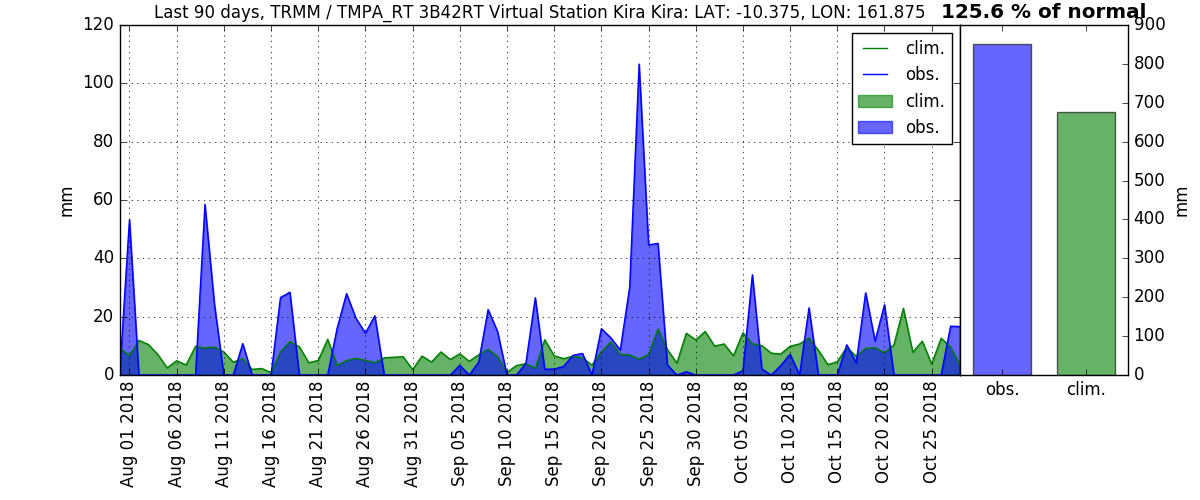 Last 90 days, TRMM / TMPA_RT 3B42RT Virtual Station Kira Kira: LAT: -10.375, LON: 161.875 125.6 % of normal
120
100
80
60
40
20
0
mm
clim.
obs.
clim.
obs.
900
800
700
600
500
400
300
200
100
0
mm
Aug 01 2018
Aug 06 2018
Aug 11 2018
Aug 16 2018
Aug 21 2018
Aug 26 2018
Aug 31 2018
Sep 05 2018
Sep 10 2018
Sep 15 2018
Sep 20 2018
Sep 25 2018
Sep 30 2018
Oct 05 2018
Oct 10 2018
Oct 15 2018
Oct 20 2018
Oct 25 2018
obs.
clim.